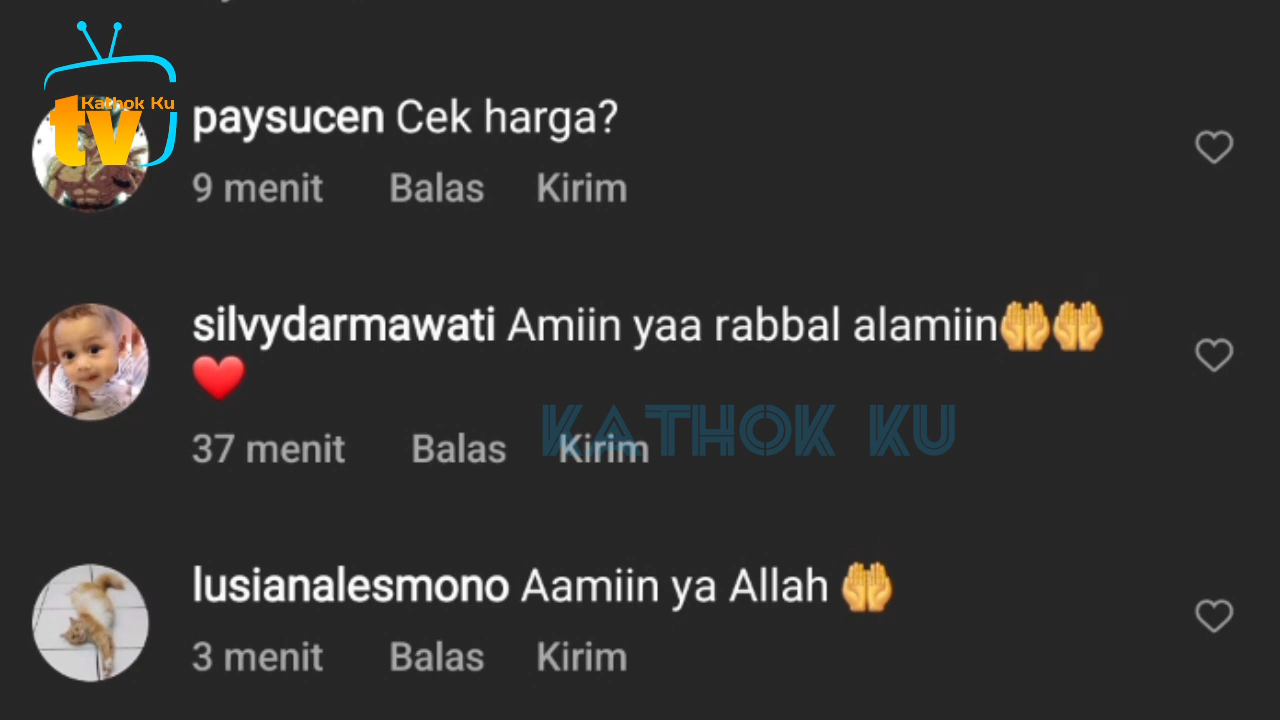 Kathok Ku
tv
paysucen Cek harga?
9 menit Balas Kirim
silvydarmawati Amiin yaa rabbal alamiin🤲🤲
❤️
37 menit Balas Kirim
KATHOK KU
lusianalesmono Aamiin ya Allah 🤲
3 menit Balas Kirim